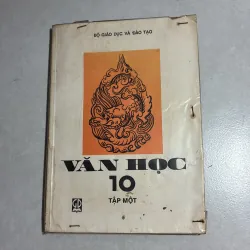 BỘ GIÁO DỤC VÀ ĐÀO TẠO
VĂN HỌC
10
TẬP MỘT